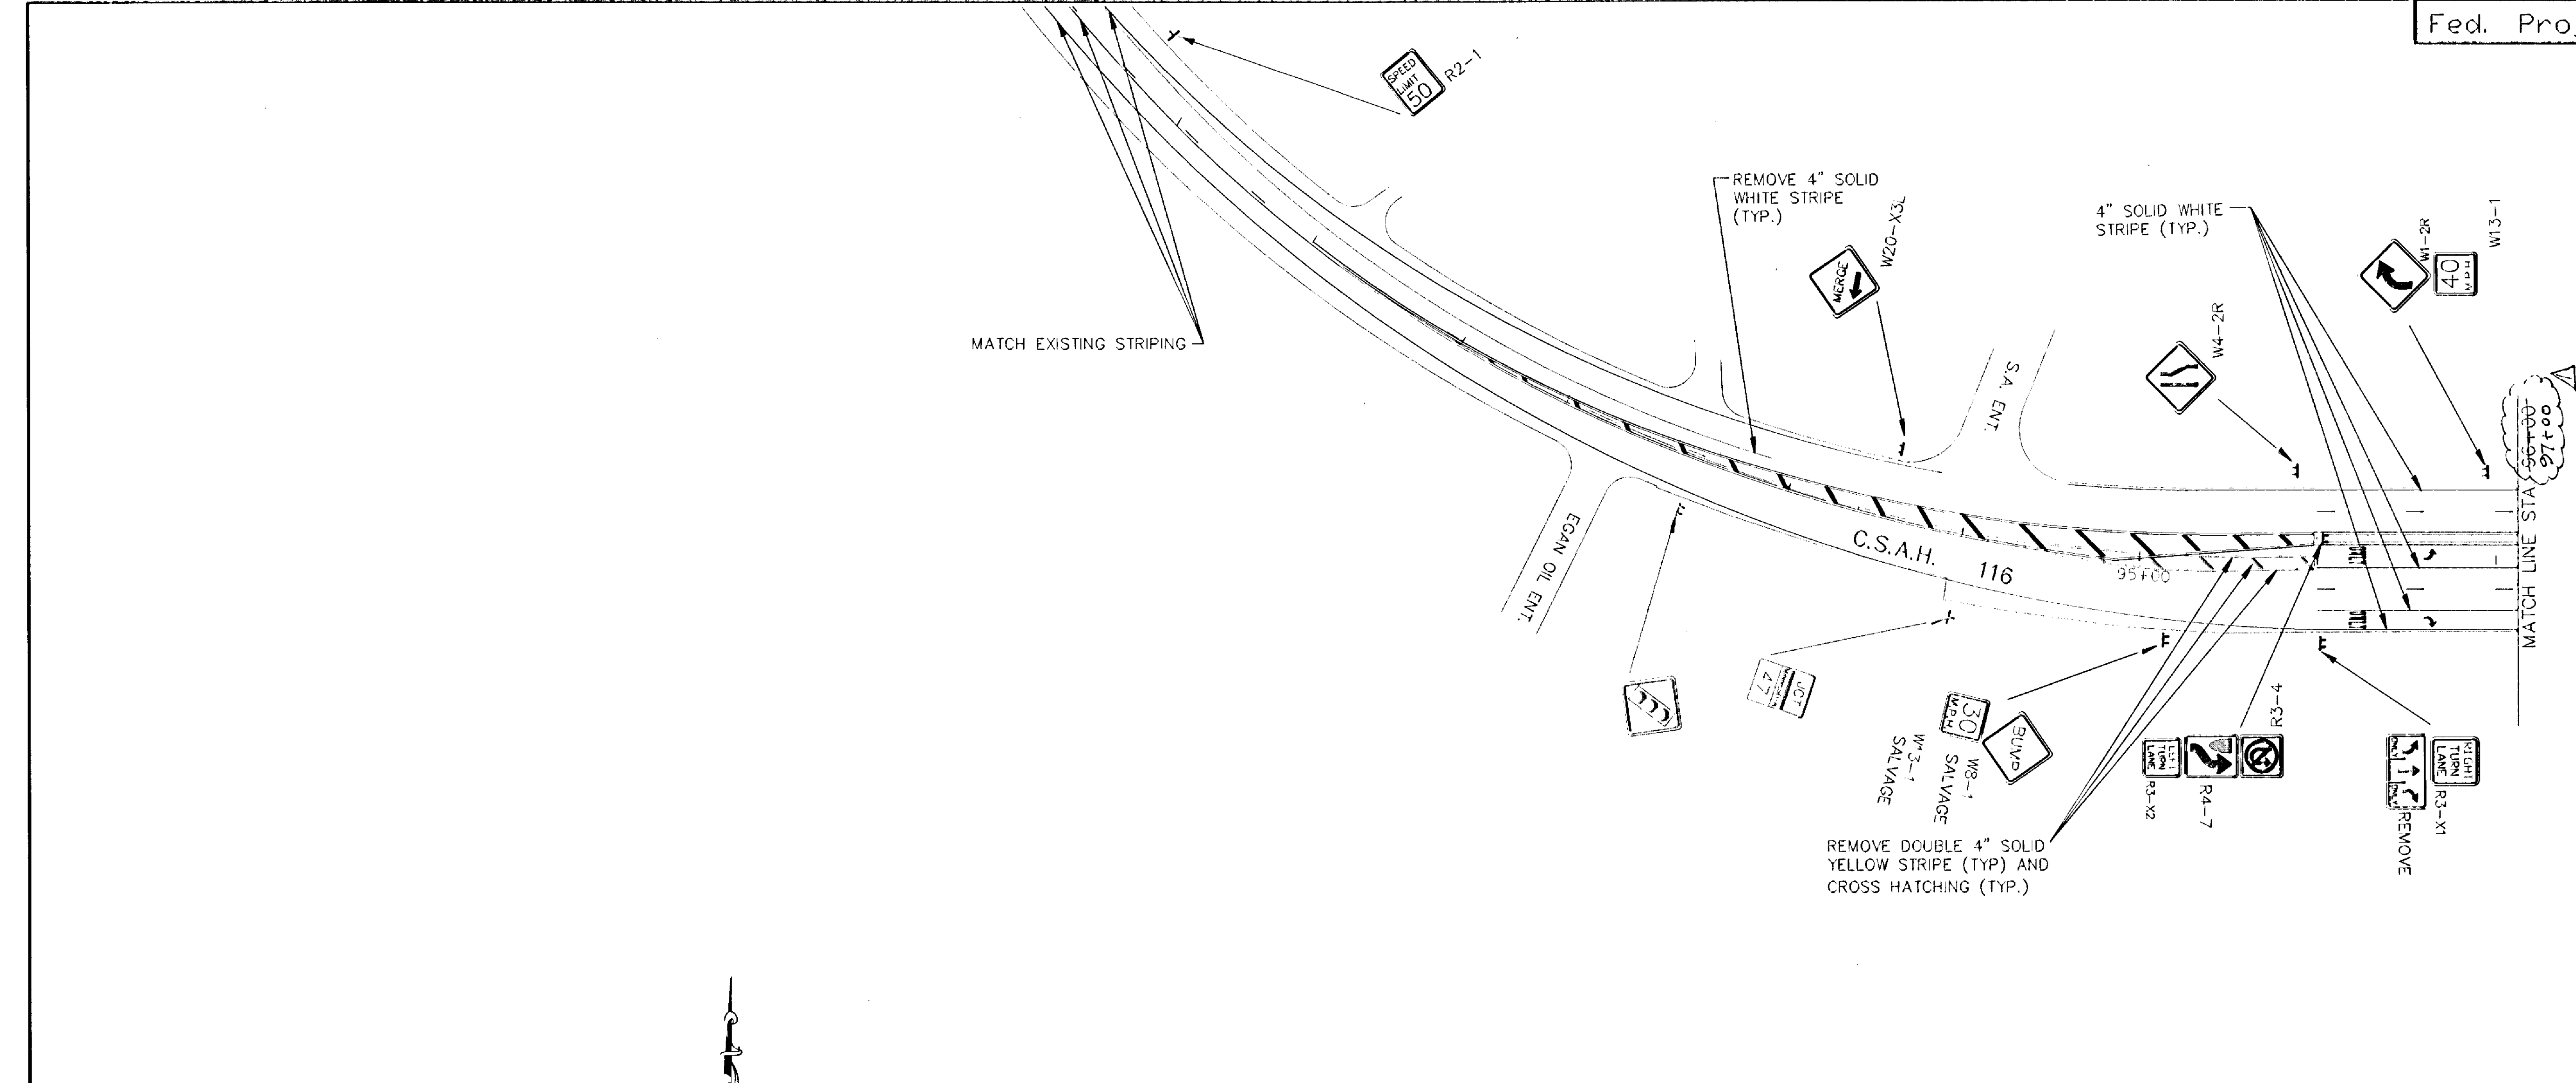 Fed. Proj
SPEED
LIMIT
50
R2-1
REMOVE 4" SOLID
WHITE STRIPE
(TYP.)
MERGE
W20-X3L
4" SOLID WHITE
STRIPE (TYP.)
W1-2R
40
MPH
W13-1
W4-2R
MATCH EXISTING STRIPING
S.A. ENT.
MATCH LINE STA
96+00
97+00
EGAN OIL ENT.
C.S.A.H. 116
95+00
JCT
47
30
MPH
W13-1
SALVAGE
BUMP
W8-1
SALVAGE
LEFT
TURN
LANE
R3-X2
R4-7
R3-4
ONLY
ONLY
REMOVE
RIGHT
TURN
LANE
R3-X1
REMOVE DOUBLE 4" SOLID
YELLOW STRIPE (TYP) AND
CROSS HATCHING (TYP.)